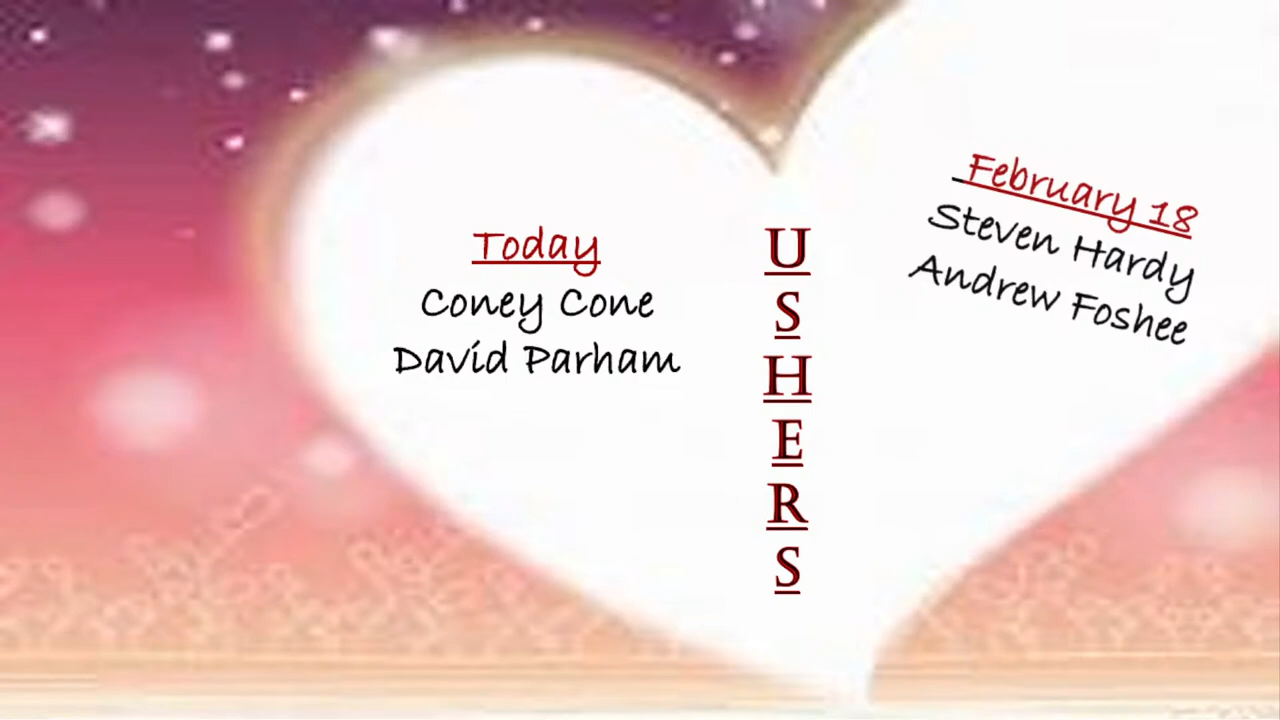 Today
Coney Cone
David Parham
USHERS
February 18
Steven Hardy
Andrew Foshee